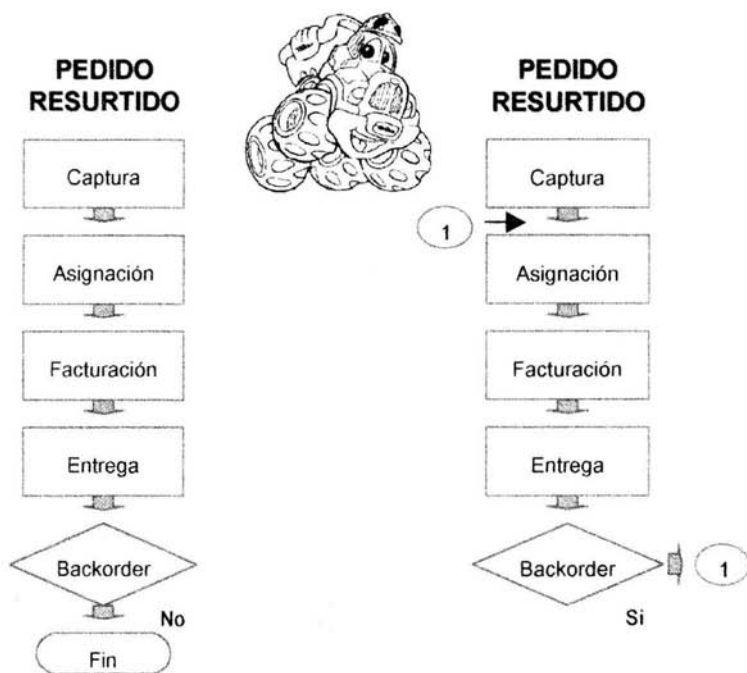 PEDIDO
RESURTIDO
Captura
Asignación
Facturación
Entrega
Backorder
No
Fin
PEDIDO
RESURTIDO
Captura
1
Asignación
Facturación
Entrega
Backorder
1
Si